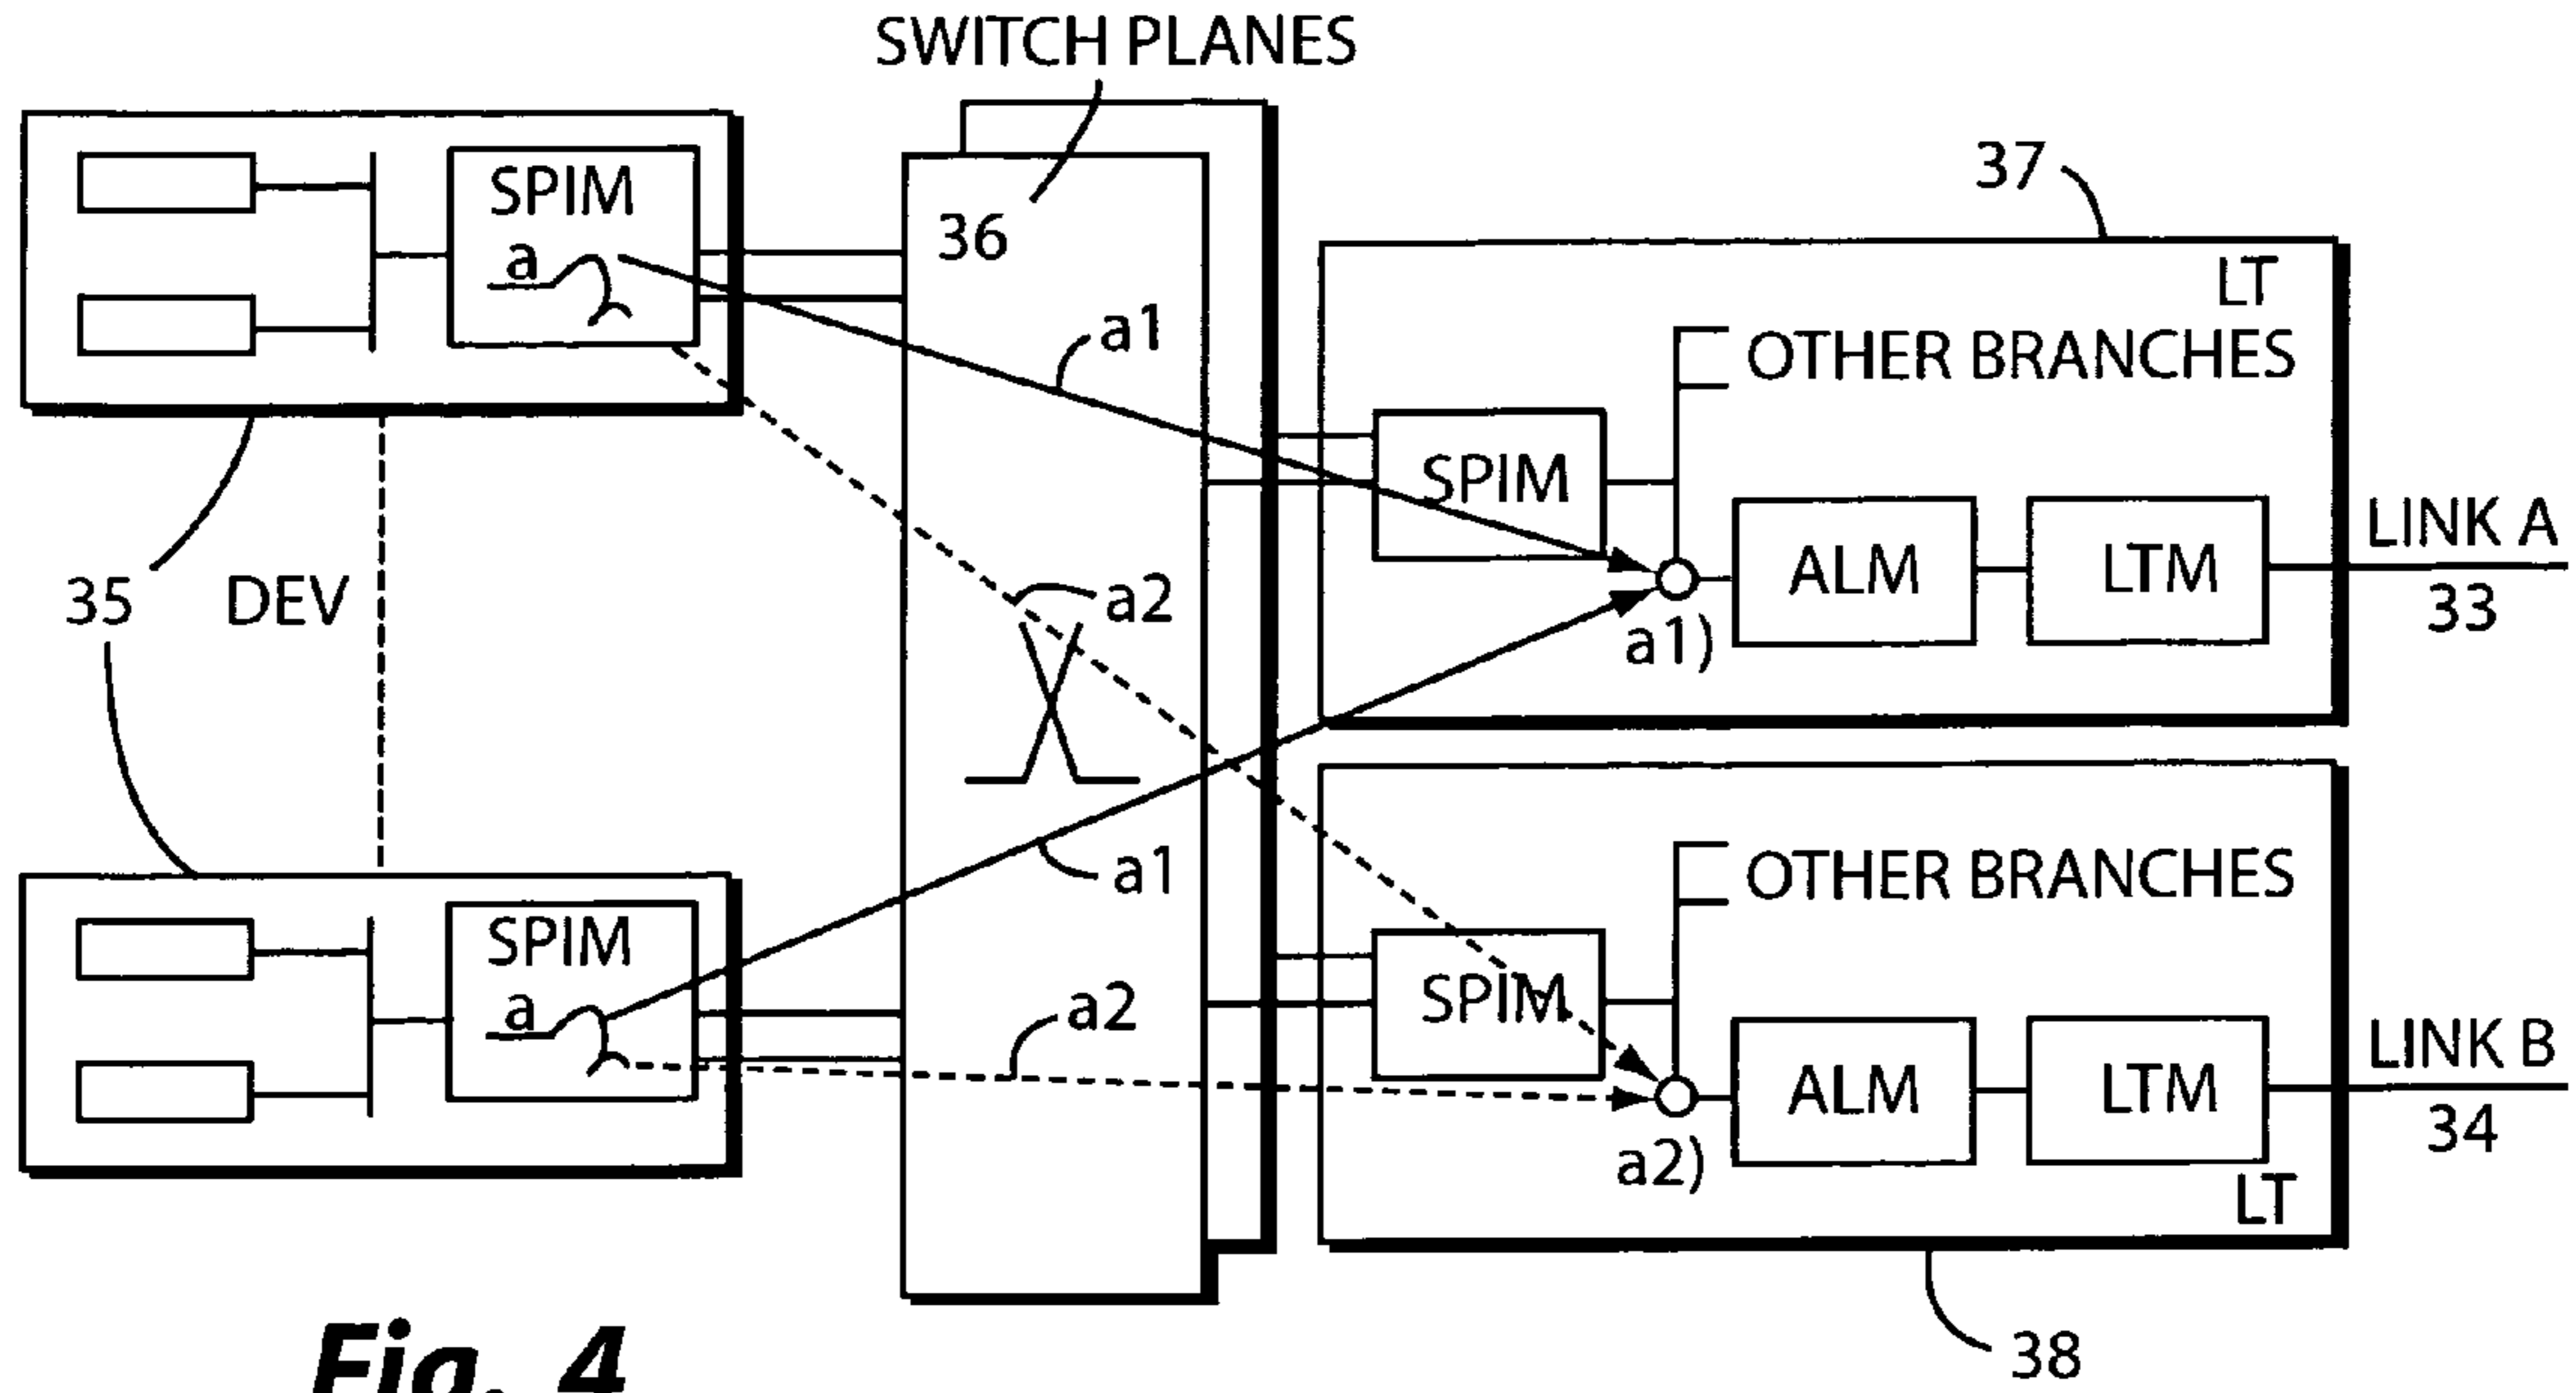 SWITCH PLANES
36
SPIM
a
35
DEV
SPIM
a
a1
a2
a1
a2
37
LT
OTHER BRANCHES
SPIM
a1)
ALM
LTM
LINK A
33
OTHER BRANCHES
SPIM
a2)
ALM
LTM
LT
LINK B
34
38
Fig. 4